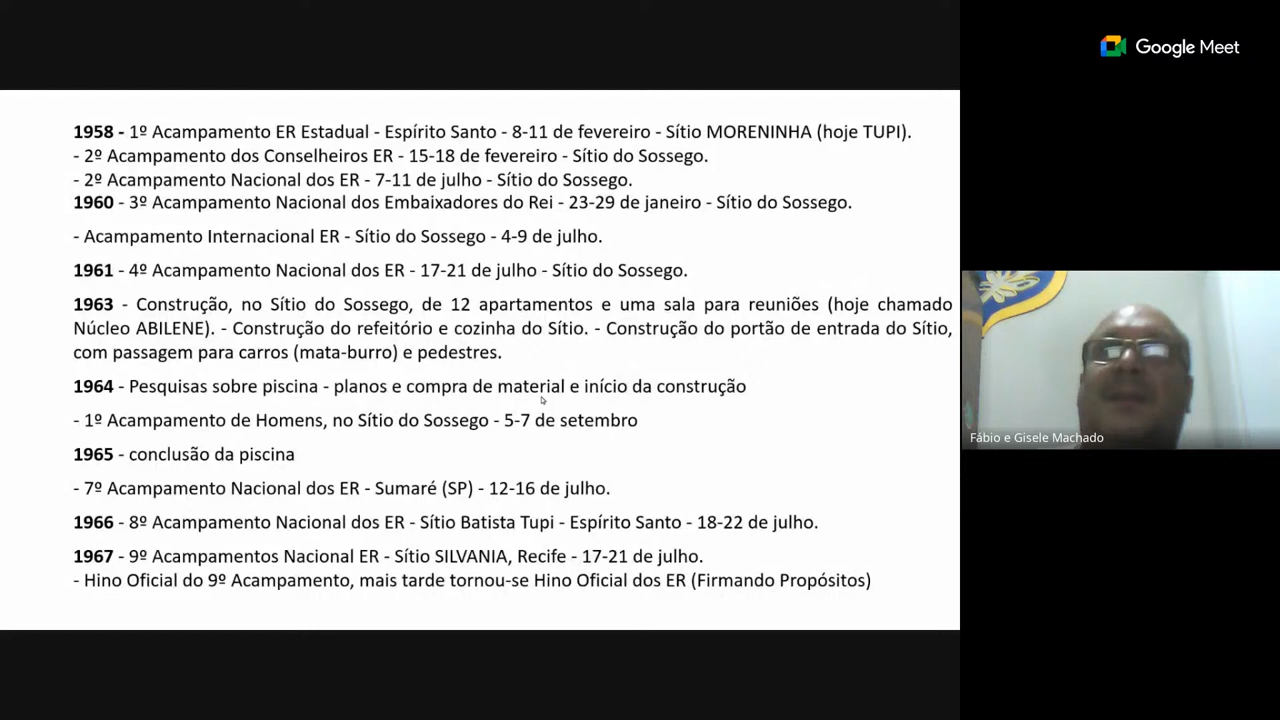 Google Meet
1958 - 1º Acampamento ER Estadual - Espírito Santo - 8-11 de fevereiro - Sítio MORENINHA (hoje TUPI).
- 2º Acampamento dos Conselheiros ER - 15-18 de fevereiro - Sítio do Sossego.
- 2º Acampamento Nacional dos ER - 7-11 de julho - Sítio do Sossego.
1960 - 3º Acampamento Nacional dos Embaixadores do Rei - 23-29 de janeiro - Sítio do Sossego.
- Acampamento Internacional ER - Sítio do Sossego - 4-9 de julho.
1961 - 4º Acampamento Nacional dos ER - 17-21 de julho - Sítio do Sossego.
1963 - Construção, no Sítio do Sossego, de 12 apartamentos e uma sala para reuniões (hoje chamado
Núcleo ABILENE). - Construção do refeitório e cozinha do Sítio. - Construção do portão de entrada do Sítio,
com passagem para carros (mata-burro) e pedestres.
1964 - Pesquisas sobre piscina - planos e compra de material e início da construção
- 1º Acampamento de Homens, no Sítio do Sossego - 5-7 de setembro
1965 - conclusão da piscina
- 7º Acampamento Nacional dos ER - Sumaré (SP) - 12-16 de julho.
1966 - 8º Acampamento Nacional dos ER - Sítio Batista Tupi - Espírito Santo - 18-22 de julho.
1967 - 9º Acampamentos Nacional ER - Sítio SILVANIA, Recife - 17-21 de julho.
- Hino Oficial do 9º Acampamento, mais tarde tornou-se Hino Oficial dos ER (Firmando Propósitos)
Fábio e Gisele Machado